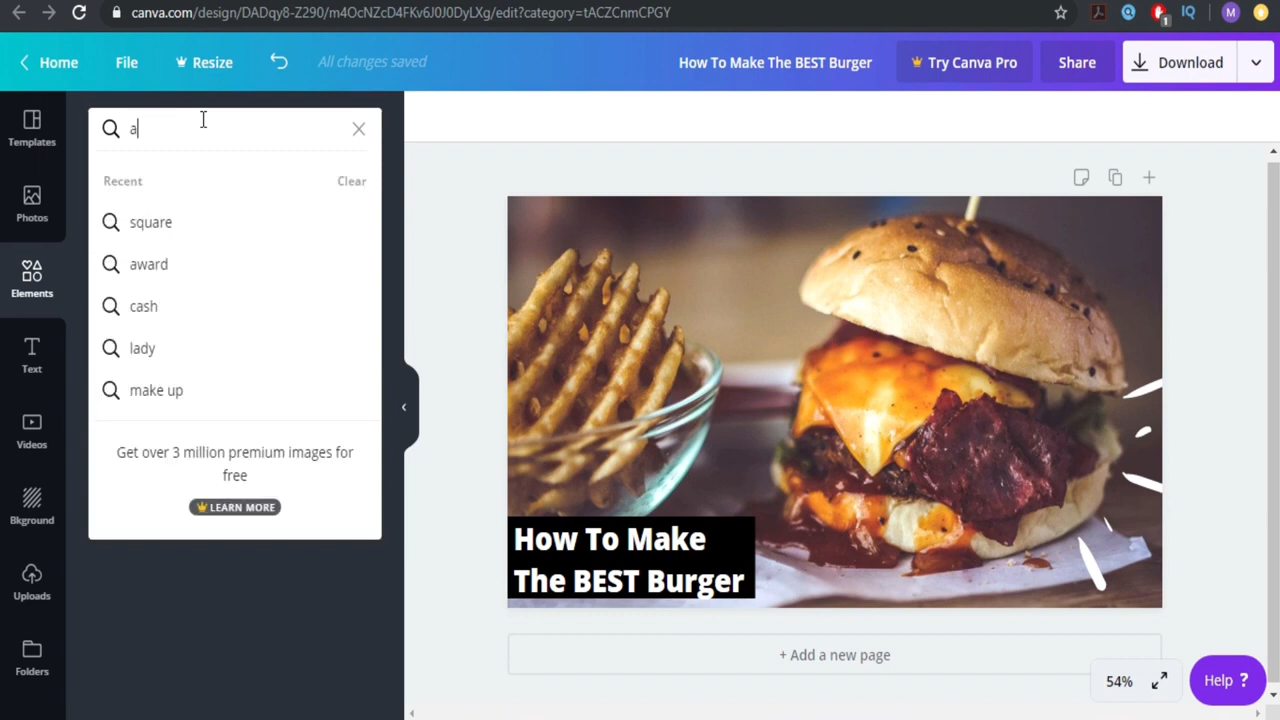 canva.com/design/DADqy8-Z290/m4OcNZcD4FKv6J0J0DyLXg/edit?category=tACZCnmCPGY
1
IQ
M
Home
File
Resize
All changes saved
How To Make The BEST Burger
Try Canva Pro
Share
Download
Templates
Photos
Elements
Text
Videos
Bkground
Uploads
Folders
a
Recent
Clear
square
award
cash
lady
make up
Get over 3 million premium images for
free
LEARN MORE
How To Make
The BEST Burger
+ Add a new page
54%
Help ?